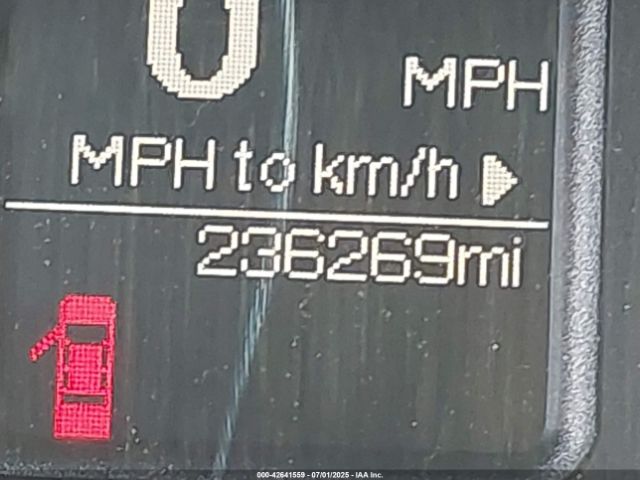 0
MPH
MPH to km/h ▶
236269mi
000-42641559 - 07/01/2025 - IAA Inc.